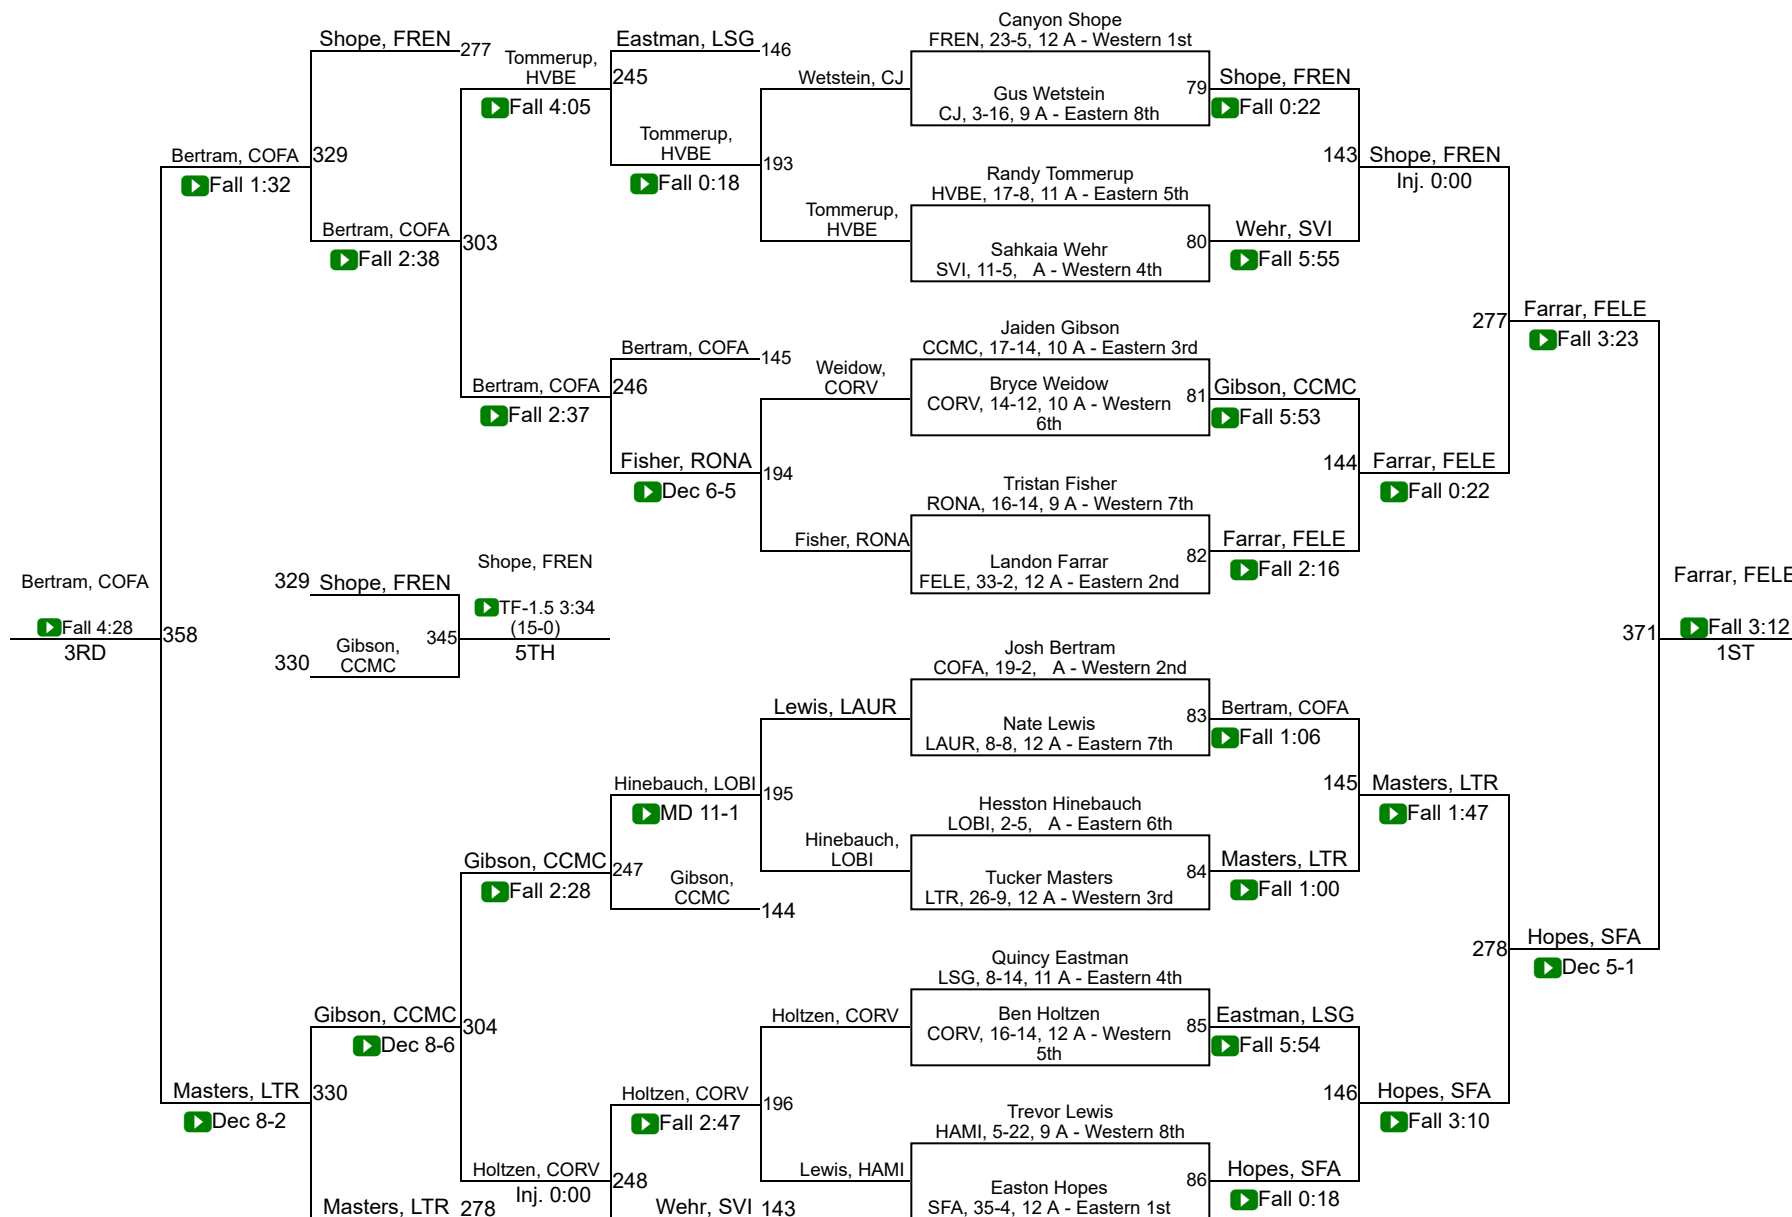 Canyon Shope
FREN, 23-5, 12 A - Western 1st
Shope, FREN
277
Tommerup,
HVBE
Fall 4:05
Eastman, LSG
146
245
Wetstein, CJ
Gus Wetstein
CJ, 3-16, 9 A - Eastern 8th
79
Shope, FREN
Fall 0:22
Tommerup,
HVBE
Fall 0:18
193
Bertram, COFA
Fall 1:32
329
143
Shope, FREN
Inj. 0:00
Randy Tommerup
HVBE, 17-8, 11 A - Eastern 5th
Tommerup,
HVBE
Sahkaia Wehr
SVI, 11-5, A - Western 4th
80
Wehr, SVI
Fall 5:55
Bertram, COFA
Fall 2:38
303
277
Farrar, FELE
Fall 3:23
Jaiden Gibson
CCMC, 17-14, 10 A - Eastern 3rd
Bertram, COFA
145
Weidow,
CORV
Bryce Weidow
CORV, 14-12, 10 A - Western
6th
81
Gibson, CCMC
Fall 5:53
Bertram, COFA
Fall 2:37
246
Fisher, RONA
Dec 6-5
194
144
Farrar, FELE
Fall 0:22
Tristan Fisher
RONA, 16-14, 9 A - Western 7th
Fisher, RONA
Landon Farrar
FELE, 33-2, 12 A - Eastern 2nd
82
Farrar, FELE
Fall 2:16
Bertram, COFA
Fall 4:28
3RD
358
329
Shope, FREN
330
Gibson,
CCMC
345
Shope, FREN
TF-1.5 3:34
(15-0)
5TH
371
Farrar, FELE
Fall 3:12
1ST
Josh Bertram
COFA, 19-2, A - Western 2nd
Lewis, LAUR
Nate Lewis
LAUR, 8-8, 12 A - Eastern 7th
83
Bertram, COFA
Fall 1:06
Hinebauch, LOBI
MD 11-1
195
145
Masters, LTR
Fall 1:47
Hesston Hinebauch
LOBI, 2-5, A - Eastern 6th
Hinebauch,
LOBI
Tucker Masters
LTR, 26-9, 12 A - Western 3rd
84
Masters, LTR
Fall 1:00
Gibson, CCMC
Fall 2:28
247
Gibson,
CCMC
144
278
Hopes, SFA
Dec 5-1
Quincy Eastman
LSG, 8-14, 11 A - Eastern 4th
Holtzen, CORV
Ben Holtzen
CORV, 16-14, 12 A - Western
5th
85
Eastman, LSG
Fall 5:54
Gibson, CCMC
Dec 8-6
304
Masters, LTR
Dec 8-2
330
Holtzen, CORV
Fall 2:47
196
146
Hopes, SFA
Fall 3:10
Trevor Lewis
HAMI, 5-22, 9 A - Western 8th
Lewis, HAMI
Easton Hopes
SFA, 35-4, 12 A - Eastern 1st
86
Hopes, SFA
Fall 0:18
Holtzen, CORV
Inj. 0:00
248
Masters, LTR
278
Wehr, SVI
143